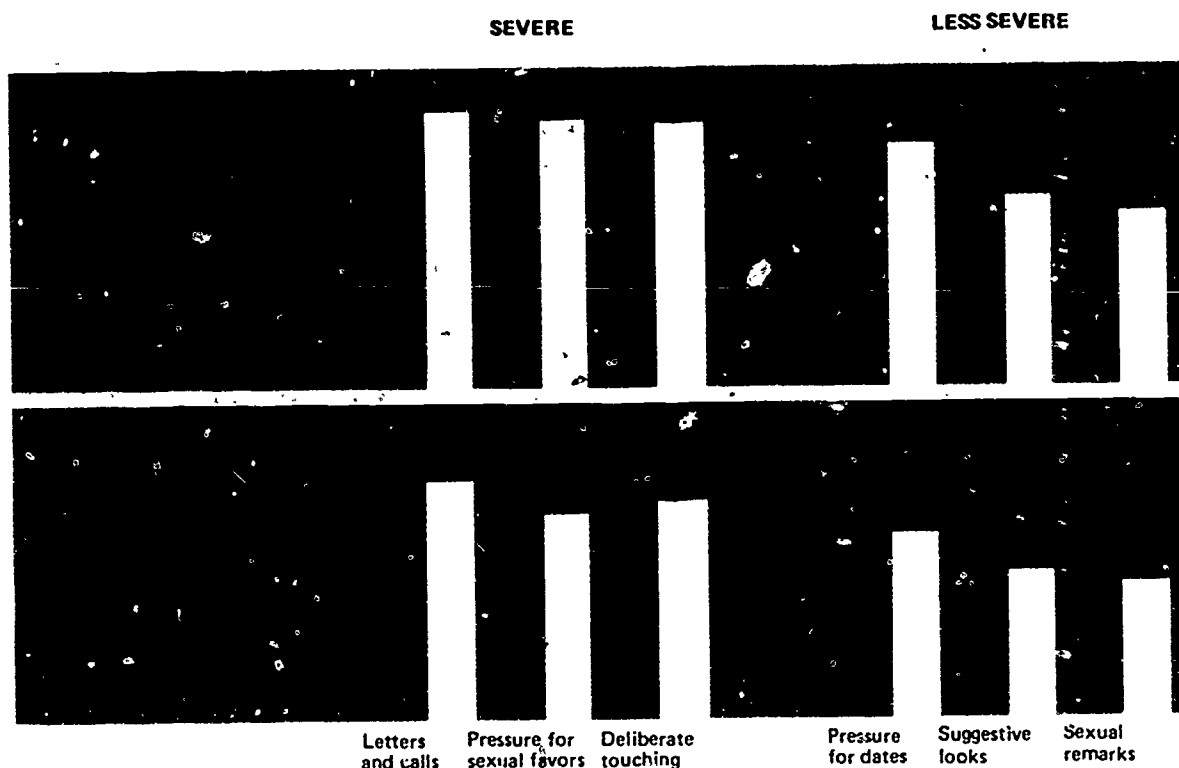 SEVERE
LESS SEVERE
Letters
and calls
Pressure for
sexual favors
Deliberate
touching
Pressure
for dates
Suggestive
looks
Sexual
remarks